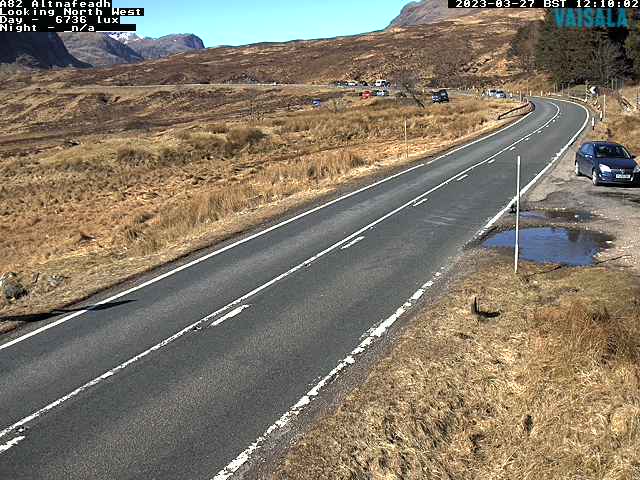 A82 Altnafeadh
2023-03-27 BST 12:10:02
Looking North West
VAISALA
Day - 6736 lux
Night - n/a